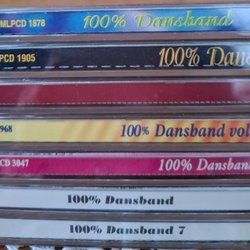 MLPCD 1878 100% Dansband
PCD 1905 100% Dans
968 100% Dansband vol
CD 3047 100% Dansband
100% Dansband
100% Dansband 7